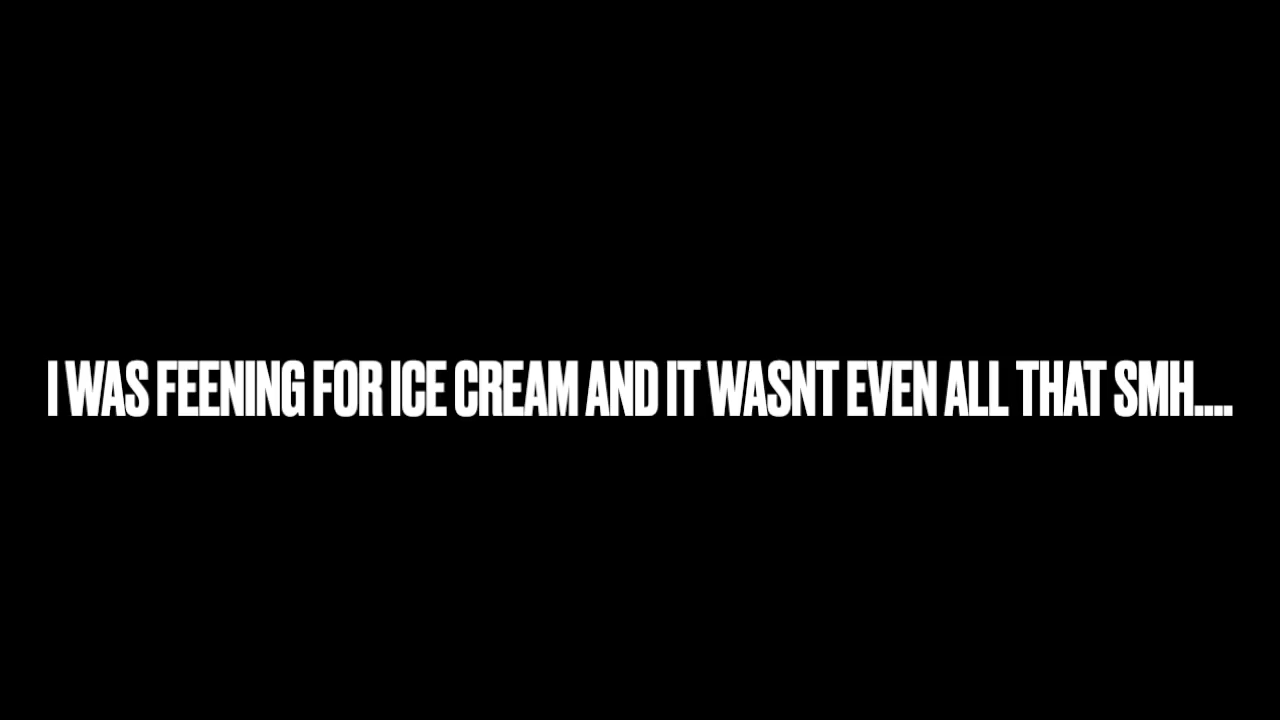 I WAS FEENING FOR ICE CREAM AND IT WASNT EVEN ALL THAT SMH....